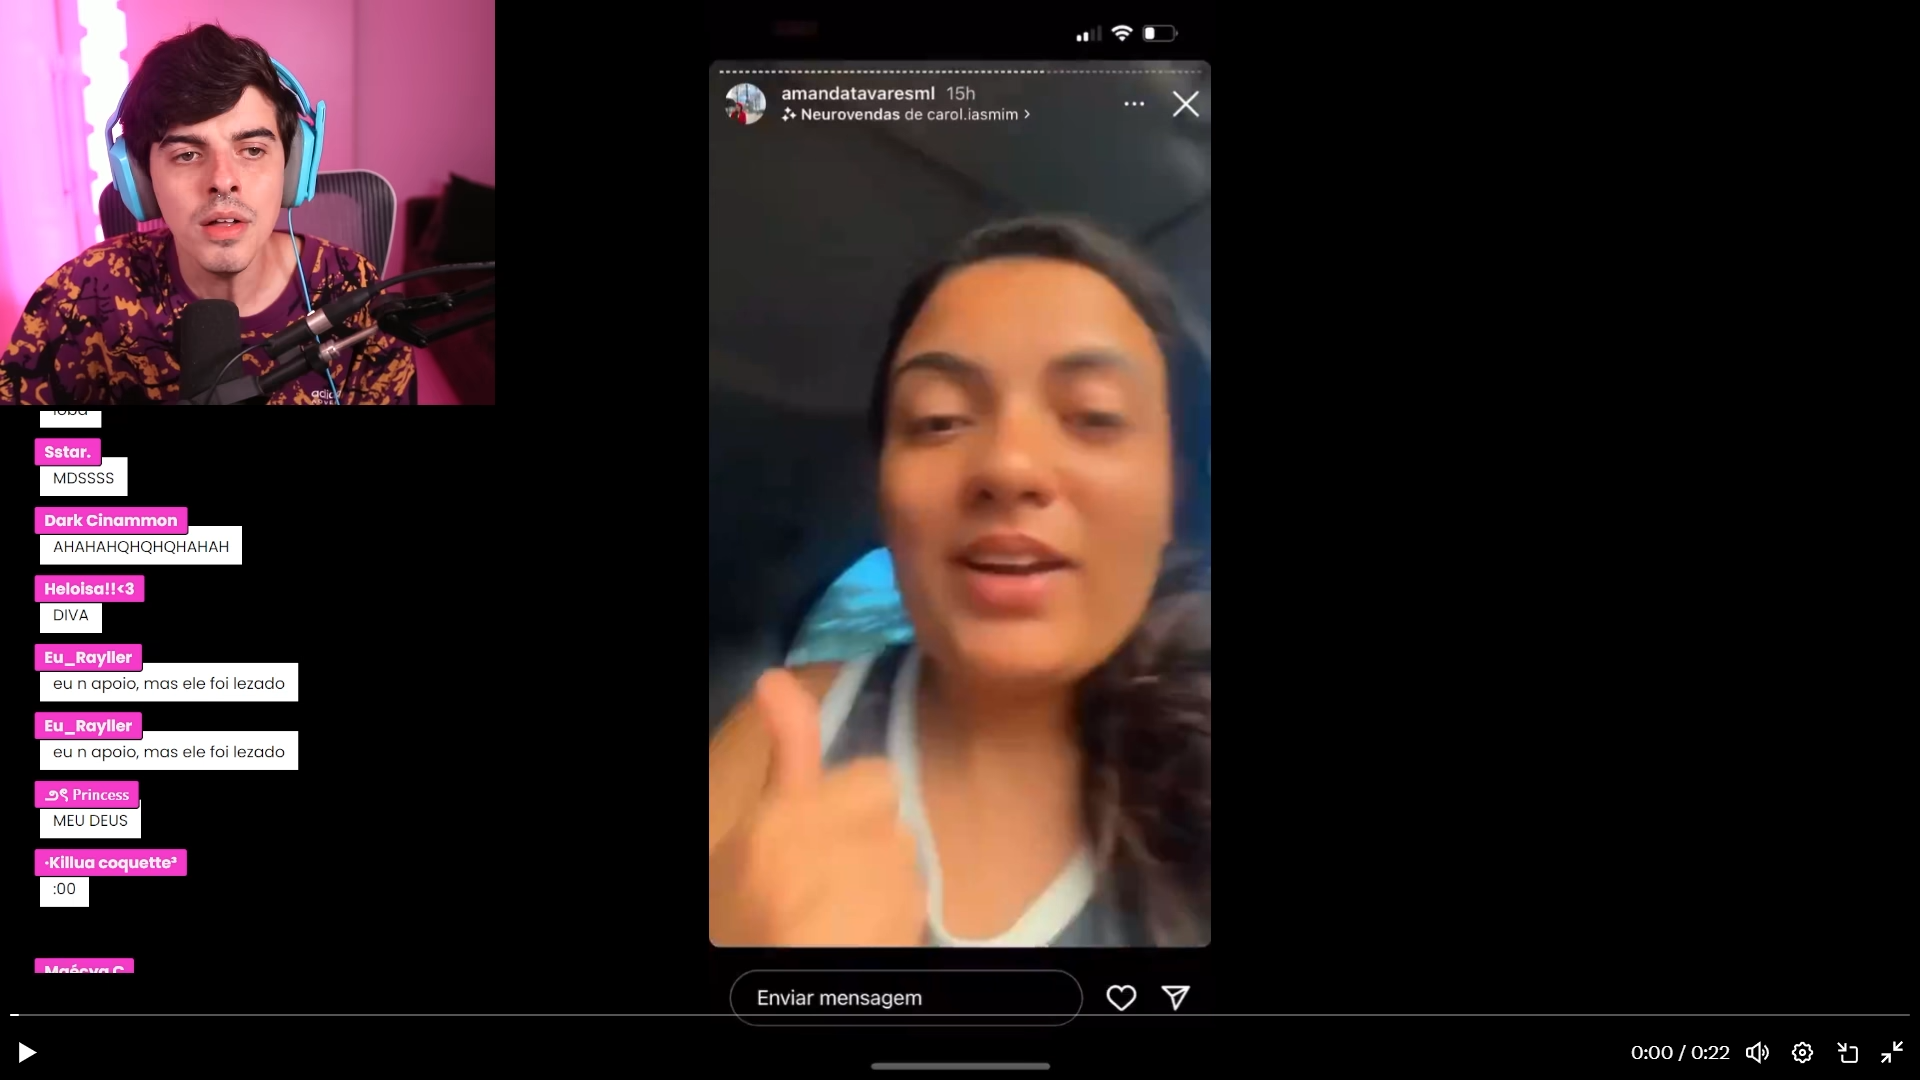 amandatavaresml 15h
Neurovendas de carol.iasmim >
Sstar.
MDSSSS
Dark Cinammon
AHAHAHQHQHQHAHAH
Heloisa!!<3
DIVA
Eu_Rayller
eu n apoio, mas ele foi lezado
Eu_Rayller
eu n apoio, mas ele foi lezado
Princess
MEU DEUS
·Killua coquette³
:00
Enviar mensagem
0:00 / 0:22